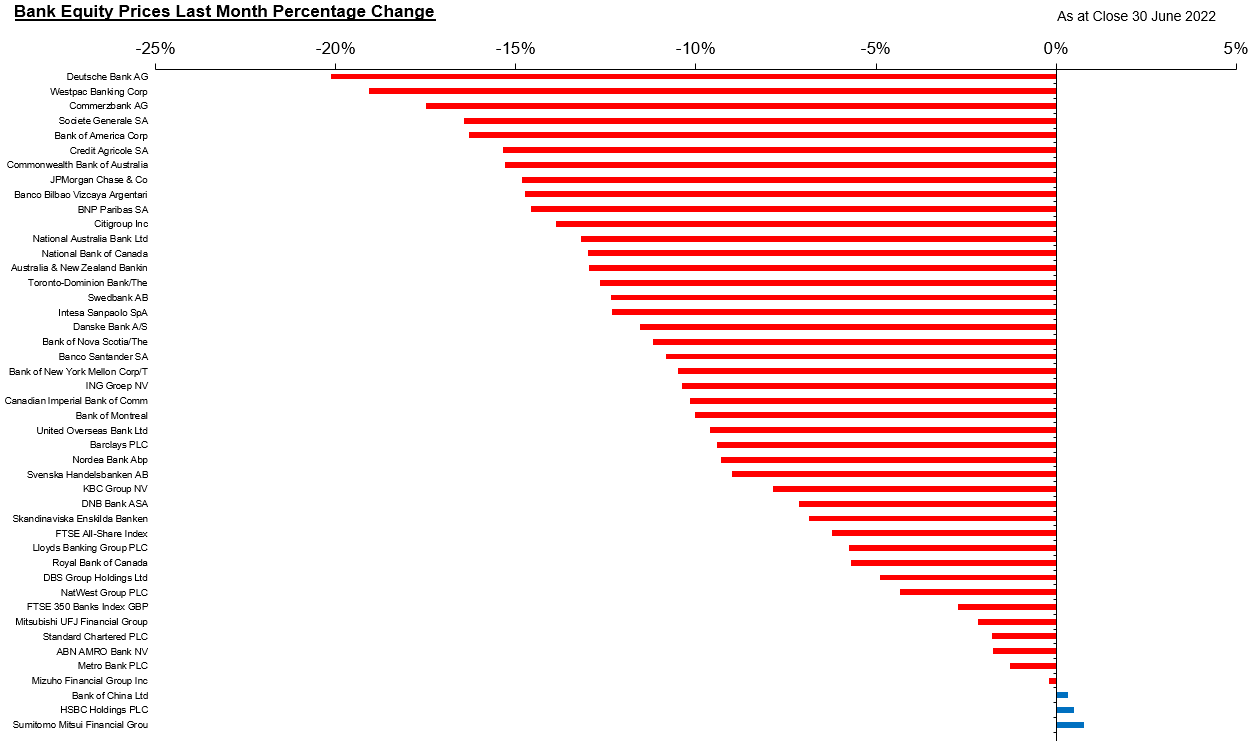 Bank Equity Prices Last Month Percentage Change
As at Close 30 June 2022
-25% -20% -15% -10% -5% 0% 5%
Deutsche Bank AG
Westpac Banking Corp
Commerzbank AG
Societe Generale SA
Bank of America Corp
Credit Agricole SA
Commonwealth Bank of Australia
JPMorgan Chase & Co
Banco Bilbao Vizcaya Argentari
BNP Paribas SA
Citigroup Inc
National Australia Bank Ltd
National Bank of Canada
Australia & New Zealand Bankin
Toronto-Dominion Bank/The
Swedbank AB
Intesa Sanpaolo SpA
Danske Bank A/S
Bank of Nova Scotia/The
Banco Santander SA
Bank of New York Mellon Corp/T
ING Groep NV
Canadian Imperial Bank of Comm
Bank of Montreal
United Overseas Bank Ltd
Barclays PLC
Nordea Bank Abp
Svenska Handelsbanken AB
KBC Group NV
DNB Bank ASA
Skandinaviska Enskilda Banken
FTSE All-Share Index
Lloyds Banking Group PLC
Royal Bank of Canada
DBS Group Holdings Ltd
NatWest Group PLC
FTSE 350 Banks Index GBP
Mitsubishi UFJ Financial Group
Standard Chartered PLC
ABN AMRO Bank NV
Metro Bank PLC
Mizuho Financial Group Inc
Bank of China Ltd
HSBC Holdings PLC
Sumitomo Mitsui Financial Grou